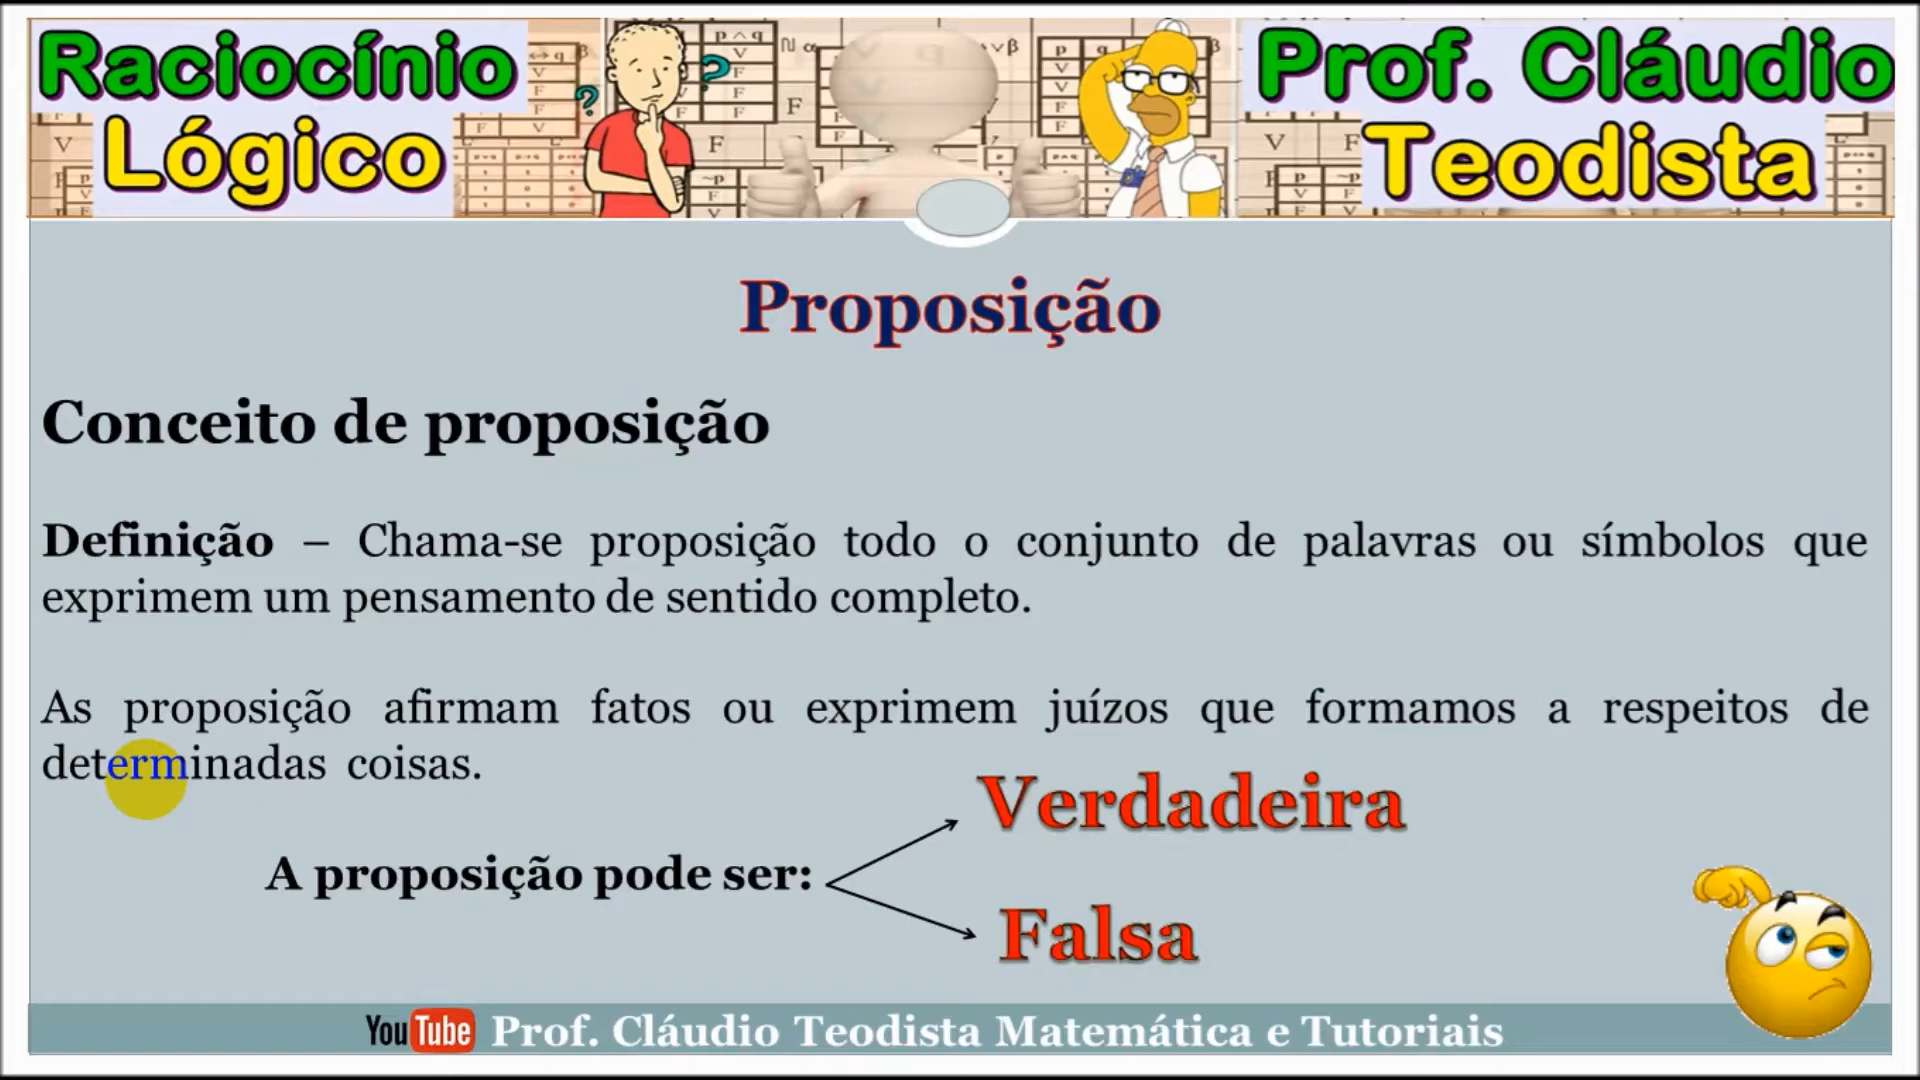 Raciocínio
Lógico
Prof. Cláudio
Teodista
Proposição
Conceito de proposição
Definição – Chama-se proposição todo o conjunto de palavras ou símbolos que
exprimem um pensamento de sentido completo.
As proposição afirmam fatos ou exprimem juízos que formamos a respeitos de
determinadas coisas.
Verdadeira
A proposição pode ser:
Falsa
YouTube Prof. Cláudio Teodista Matemática e Tutoriais